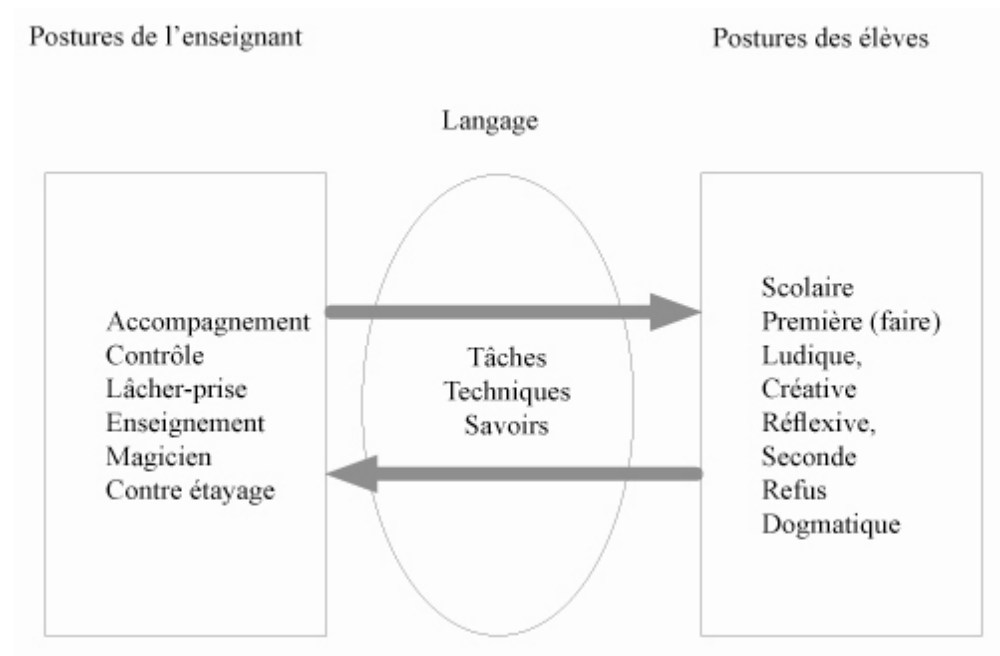 Postures de l'enseignant
Postures des élèves
Langage
Accompagnement
Contrôle
Lâcher-prise
Enseignement
Magicien
Contre étayage
Tâches
Techniques
Savoirs
Scolaire
Première (faire)
Ludique,
Créative
Réflexive,
Seconde
Refus
Dogmatique